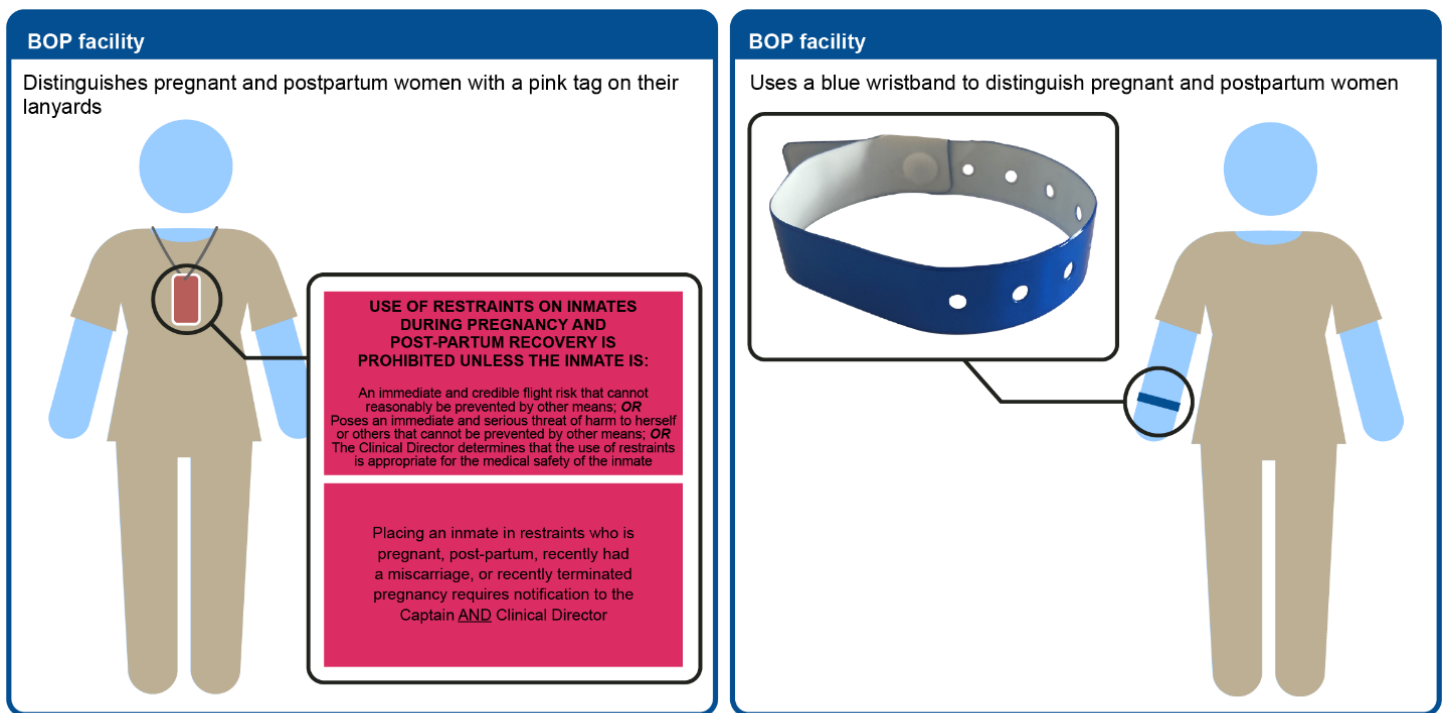 BOP facility
Distinguishes pregnant and postpartum women with a pink tag on their
lanyards
USE OF RESTRAINTS ON INMATES
DURING PREGNANCY AND
POST-PARTUM RECOVERY IS
PROHIBITED UNLESS THE INMATE IS:
An immediate and credible flight risk that cannot
reasonably be prevented by other means; OR
Poses an immediate and serious threat of harm to herself
or others that cannot be prevented by other means; OR
The Clinical Director determines that the use of restraints
is appropriate for the medical safety of the inmate
Placing an inmate in restraints who is
pregnant, post-partum, recently had
a miscarriage, or recently terminated
pregnancy requires notification to the
Captain AND Clinical Director
BOP facility
Uses a blue wristband to distinguish pregnant and postpartum women